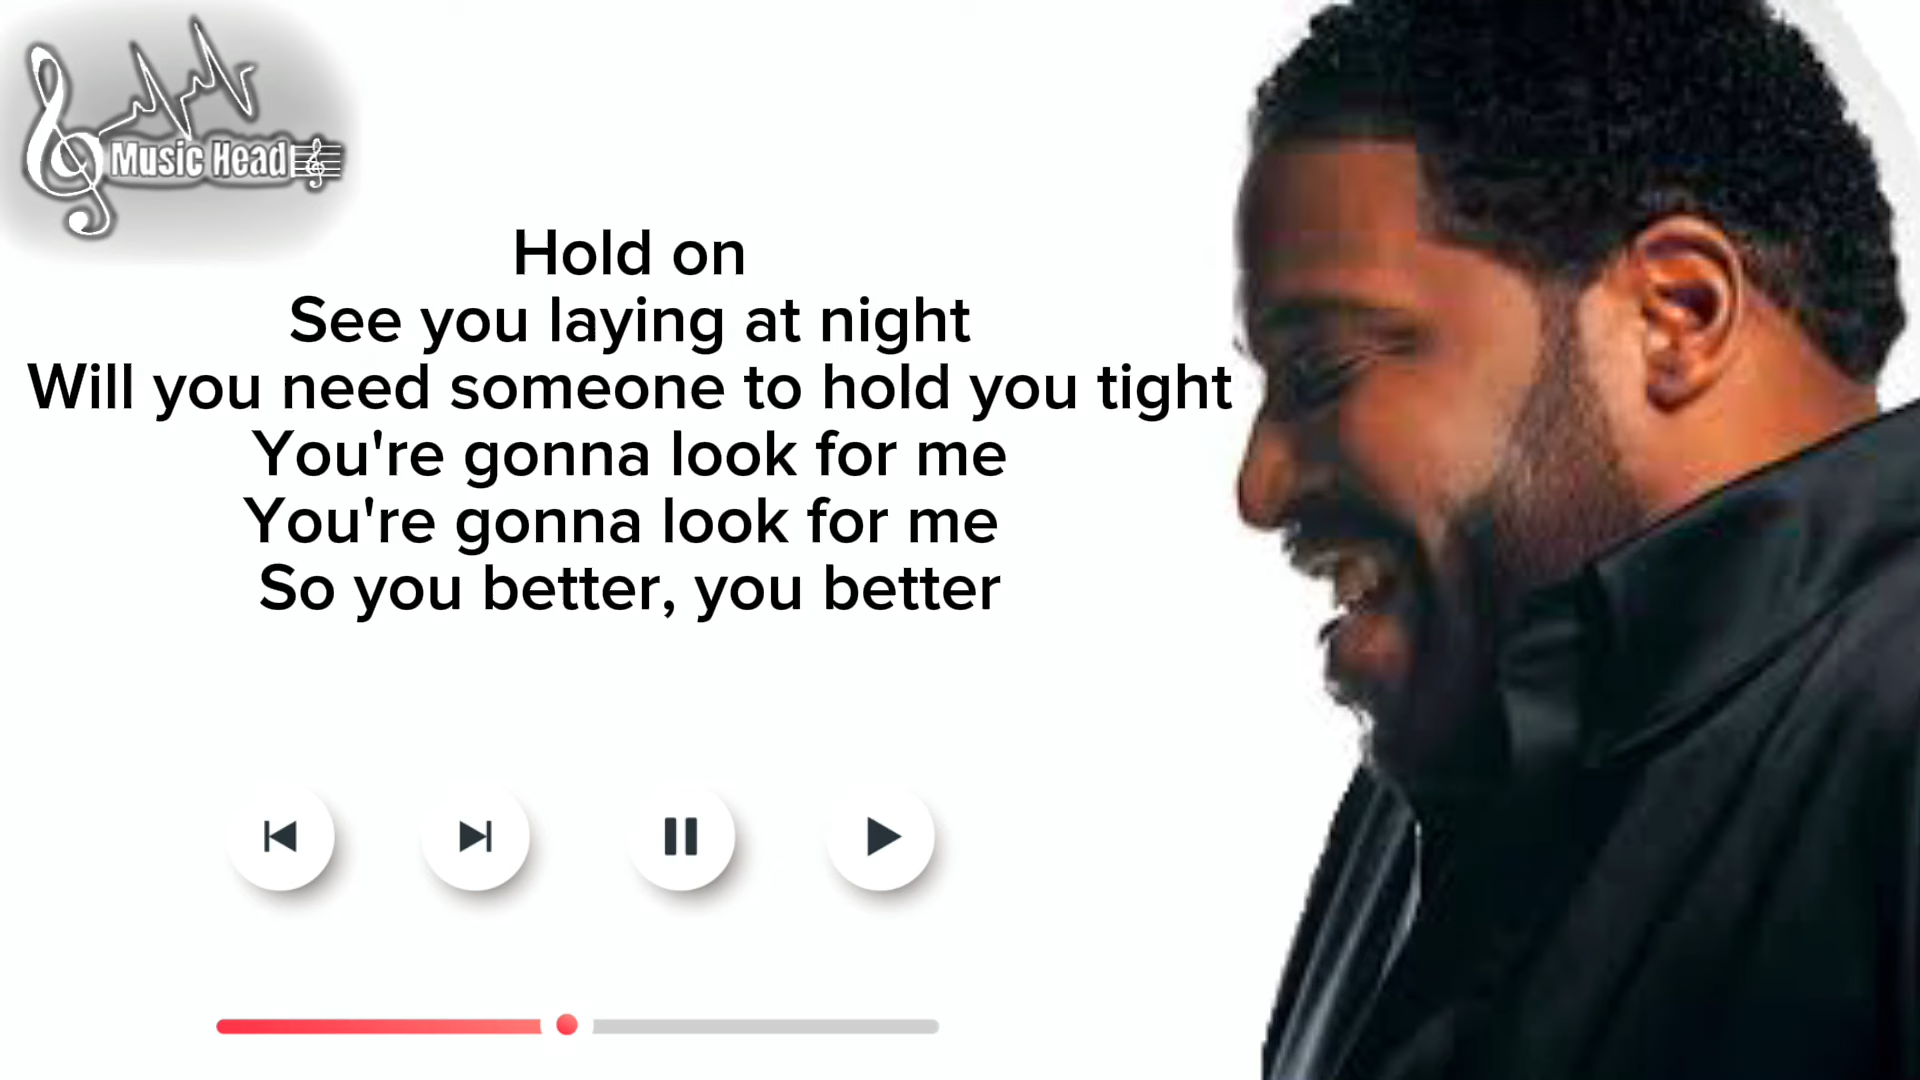 Music Head
Hold on
See you laying at night
Will you need someone to hold you tight
You're gonna look for me
You're gonna look for me
So you better, you better